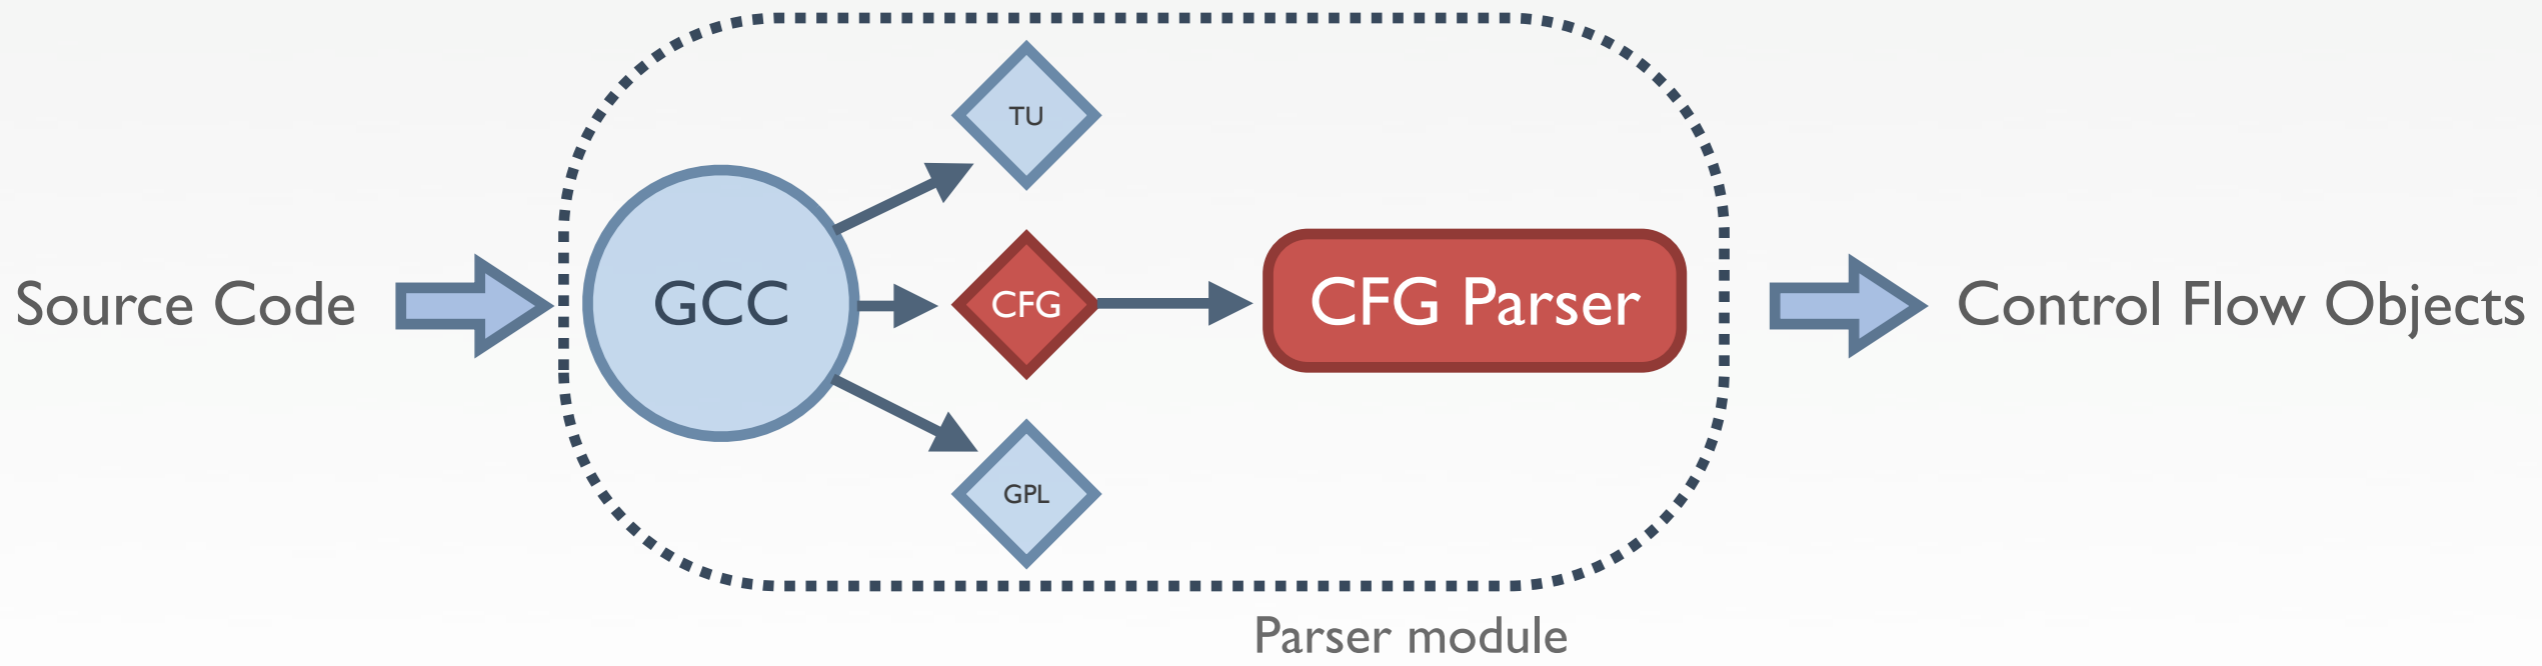 TU
Source Code
GCC
CFG
CFG Parser
Control Flow Objects
GPL
Parser module